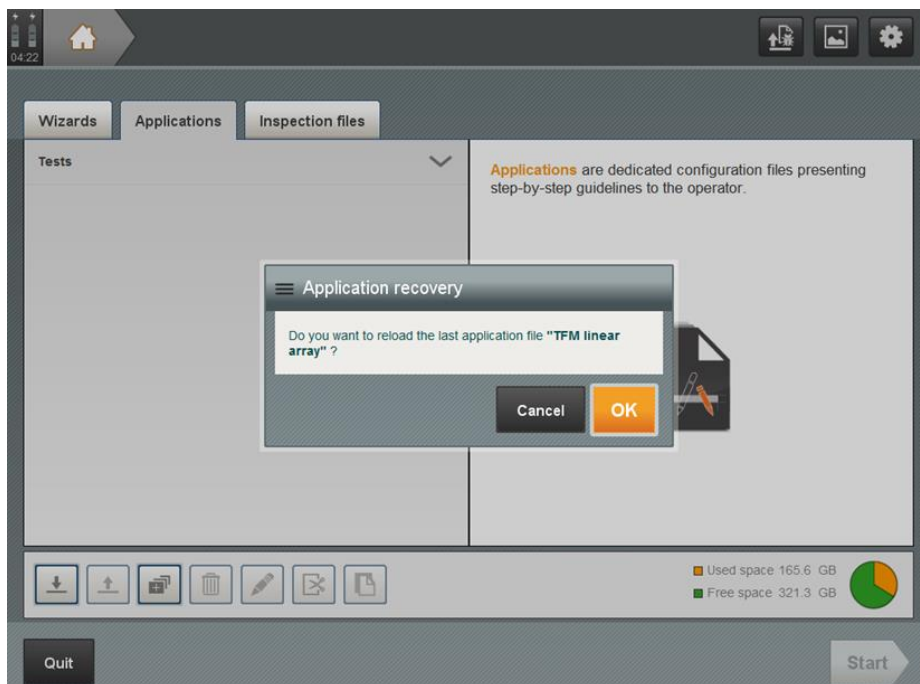 04:22
Wizards
Applications
Inspection files
Tests
Applications are dedicated configuration files presenting
step-by-step guidelines to the operator.
Application recovery
Do you want to reload the last application file "TFM linear
array" ?
Cancel
OK
Used space 165.6 GB
Free space 321.3 GB
Quit
Start